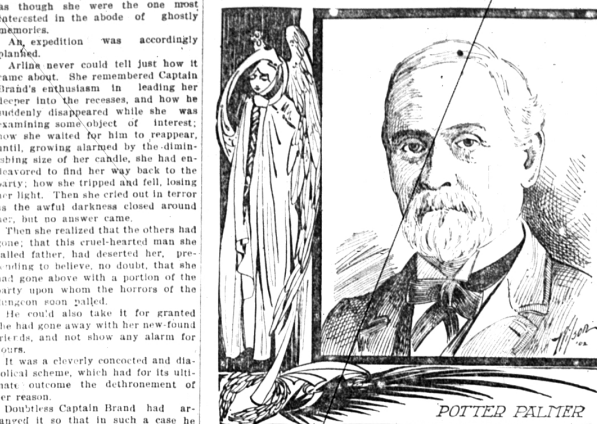 as though she were the one most
interested in the abode of ghostly
memories.
An expedition was accordingly
planned.
Arline never could tell just how it
came about. She remembered Captain
Brand's enthusiasm in leading her
deeper into the recesses, and how he
suddenly disappeared while she was
examining some object of interest;
how she waited for him to reappear,
until, growing alarmed by the dimin-
ishing size of her candle, she had en-
deavored to find her way back to the
party; how she tripped and fell, losing
her light. Then she cried out in terror
as the awful darkness closed around
her, but no answer came.
Then she realized that the others had
gone; that this cruel-hearted man she
called father, had deserted her, pre-
tending to believe, no doubt, that she
had gone above with a portion of the
party upon whom the horrors of the
dungeon soon palled.
He could also take it for granted
she had gone away with her new-found
friends, and not show any alarm for
hours.
It was a cleverly concocted and dia-
bolical scheme, which had for its ulti-
mate outcome the dethronement of
her reason.
Doubtless Captain Brand had ar-
ranged it so that in such a case he
'02
POTTER PALMER